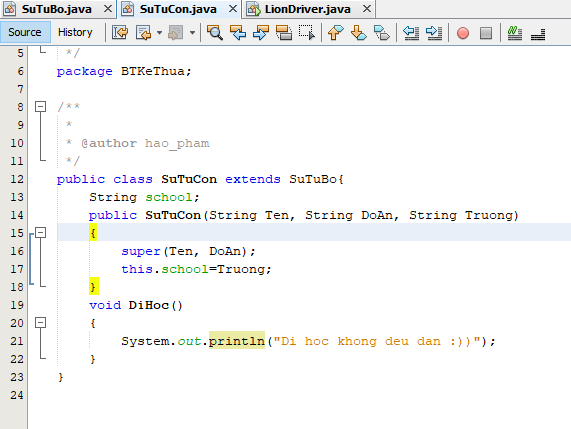 SuTuBo.java SuTuCon.java LionDriver.java
Source History
5 */
6 package BTKeThua;
7
8 /**
9 *
10 * @author hao_pham
11 */
12 public class SuTuCon extends SuTuBo{
13 String school;
14 public SuTuCon(String Ten, String DoAn, String Truong)
15 {
16 super(Ten, DoAn);
17 this.school=Truong;
18 }
19 void DiHoc()
20 {
21 System.out.println("Di hoc khong deu dan :))");
22 }
23 }
24